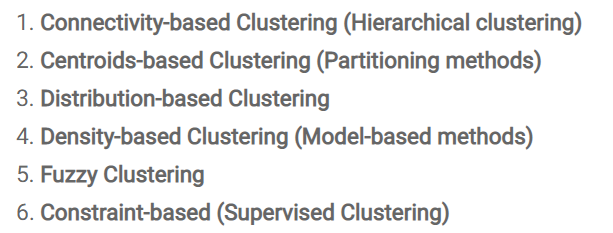 1. Connectivity-based Clustering (Hierarchical clustering)
2. Centroids-based Clustering (Partitioning methods)
3. Distribution-based Clustering
4. Density-based Clustering (Model-based methods)
5. Fuzzy Clustering
6. Constraint-based (Supervised Clustering)